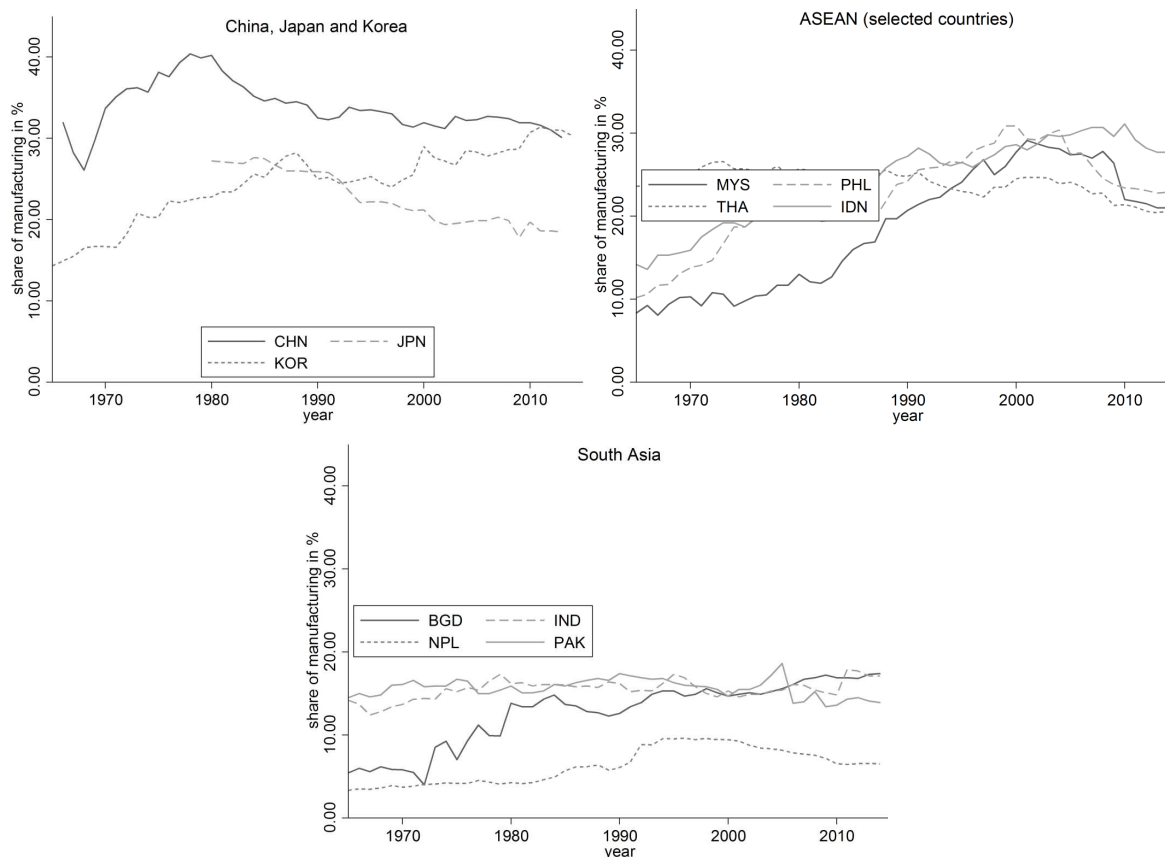 China, Japan and Korea
share of manufacturing in %
40.00
30.00
20.00
10.00
0.00
CHN JPN
KOR
1970 1980 1990 2000 2010
year
ASEAN (selected countries)
share of manufacturing in %
40.00
30.00
20.00
10.00
0.00
MYS PHL
THA IDN
1970 1980 1990 2000 2010
year
South Asia
share of manufacturing in %
40.00
30.00
20.00
10.00
0.00
BGD IND
NPL PAK
1970 1980 1990 2000 2010
year